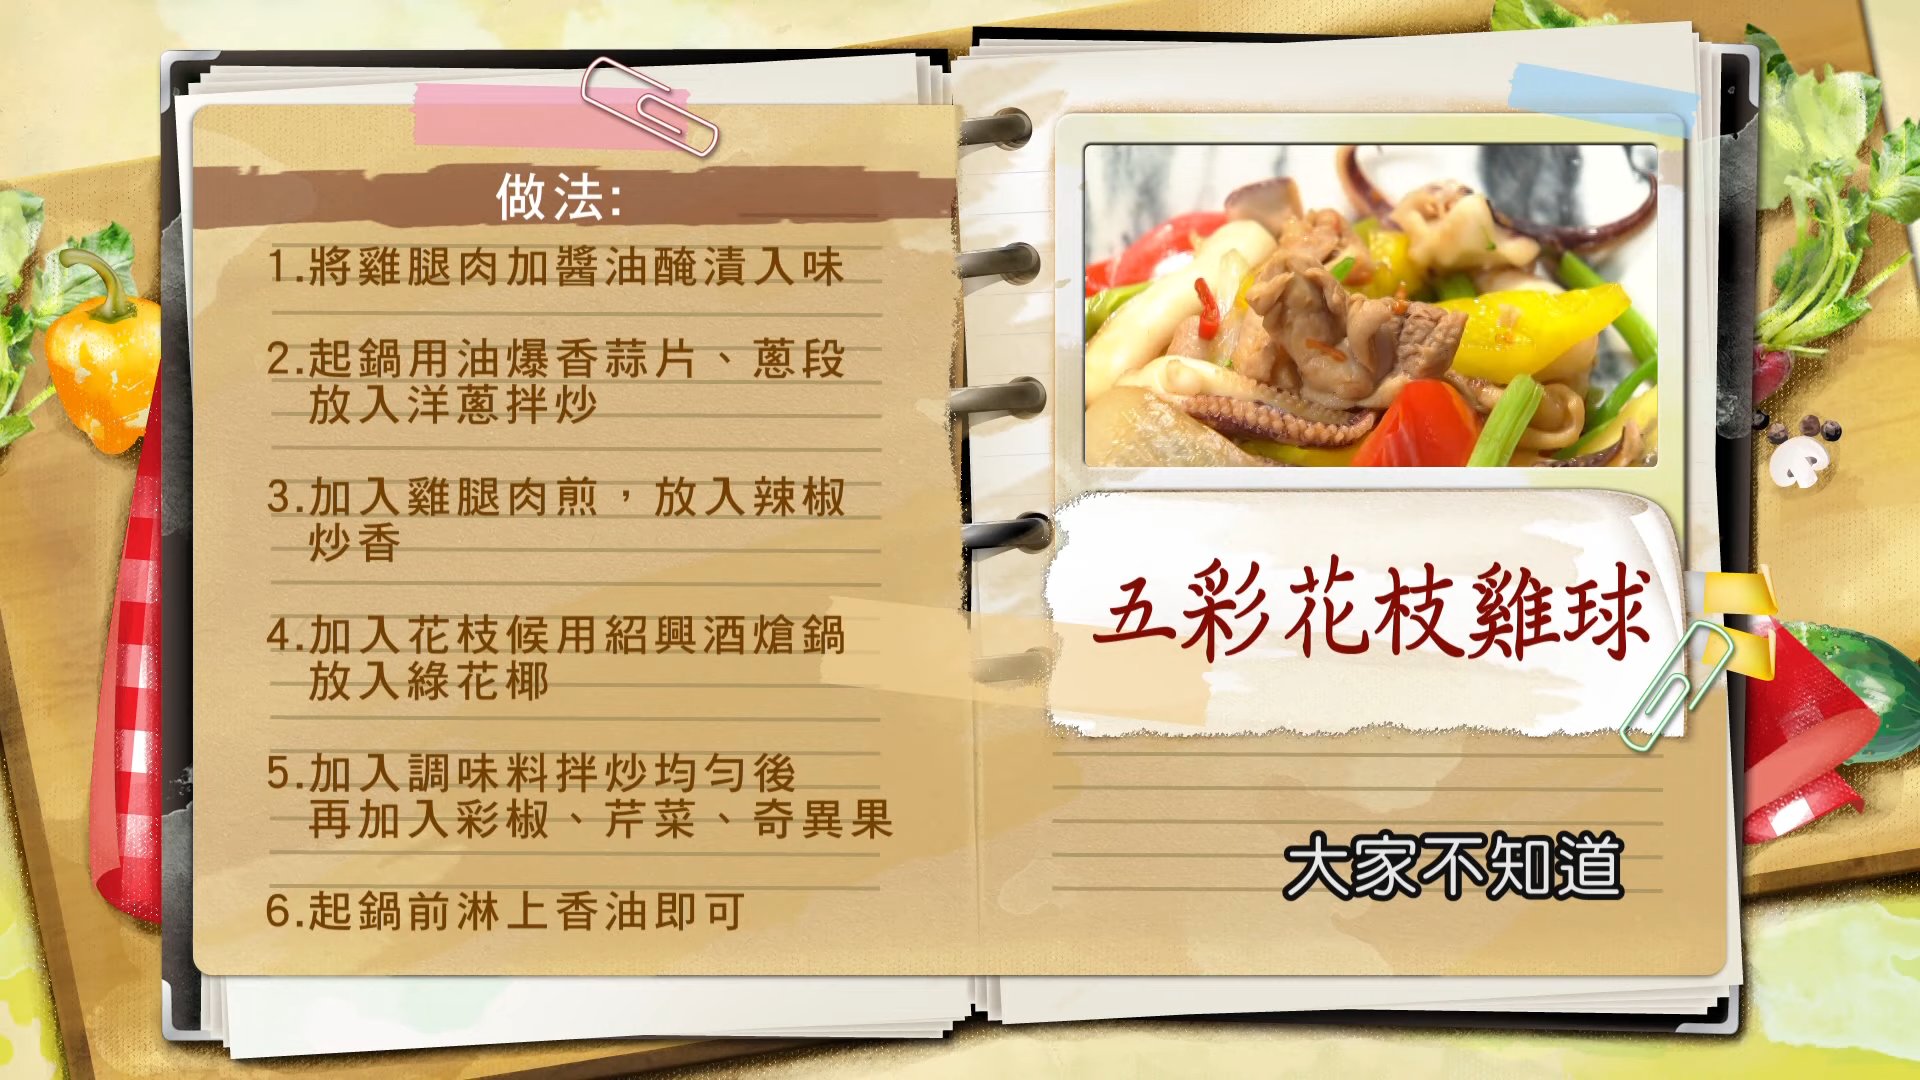 做法:
1.將雞腿肉加醬油醃漬入味
2.起鍋用油爆香蒜片、蔥段
放入洋蔥拌炒
3.加入雞腿肉煎，放入辣椒
炒香
4.加入花枝候用紹興酒熗鍋
放入綠花椰
5.加入調味料拌炒均勻後
再加入彩椒、芹菜、奇異果
6.起鍋前淋上香油即可
五彩花枝雞球
大家不知道